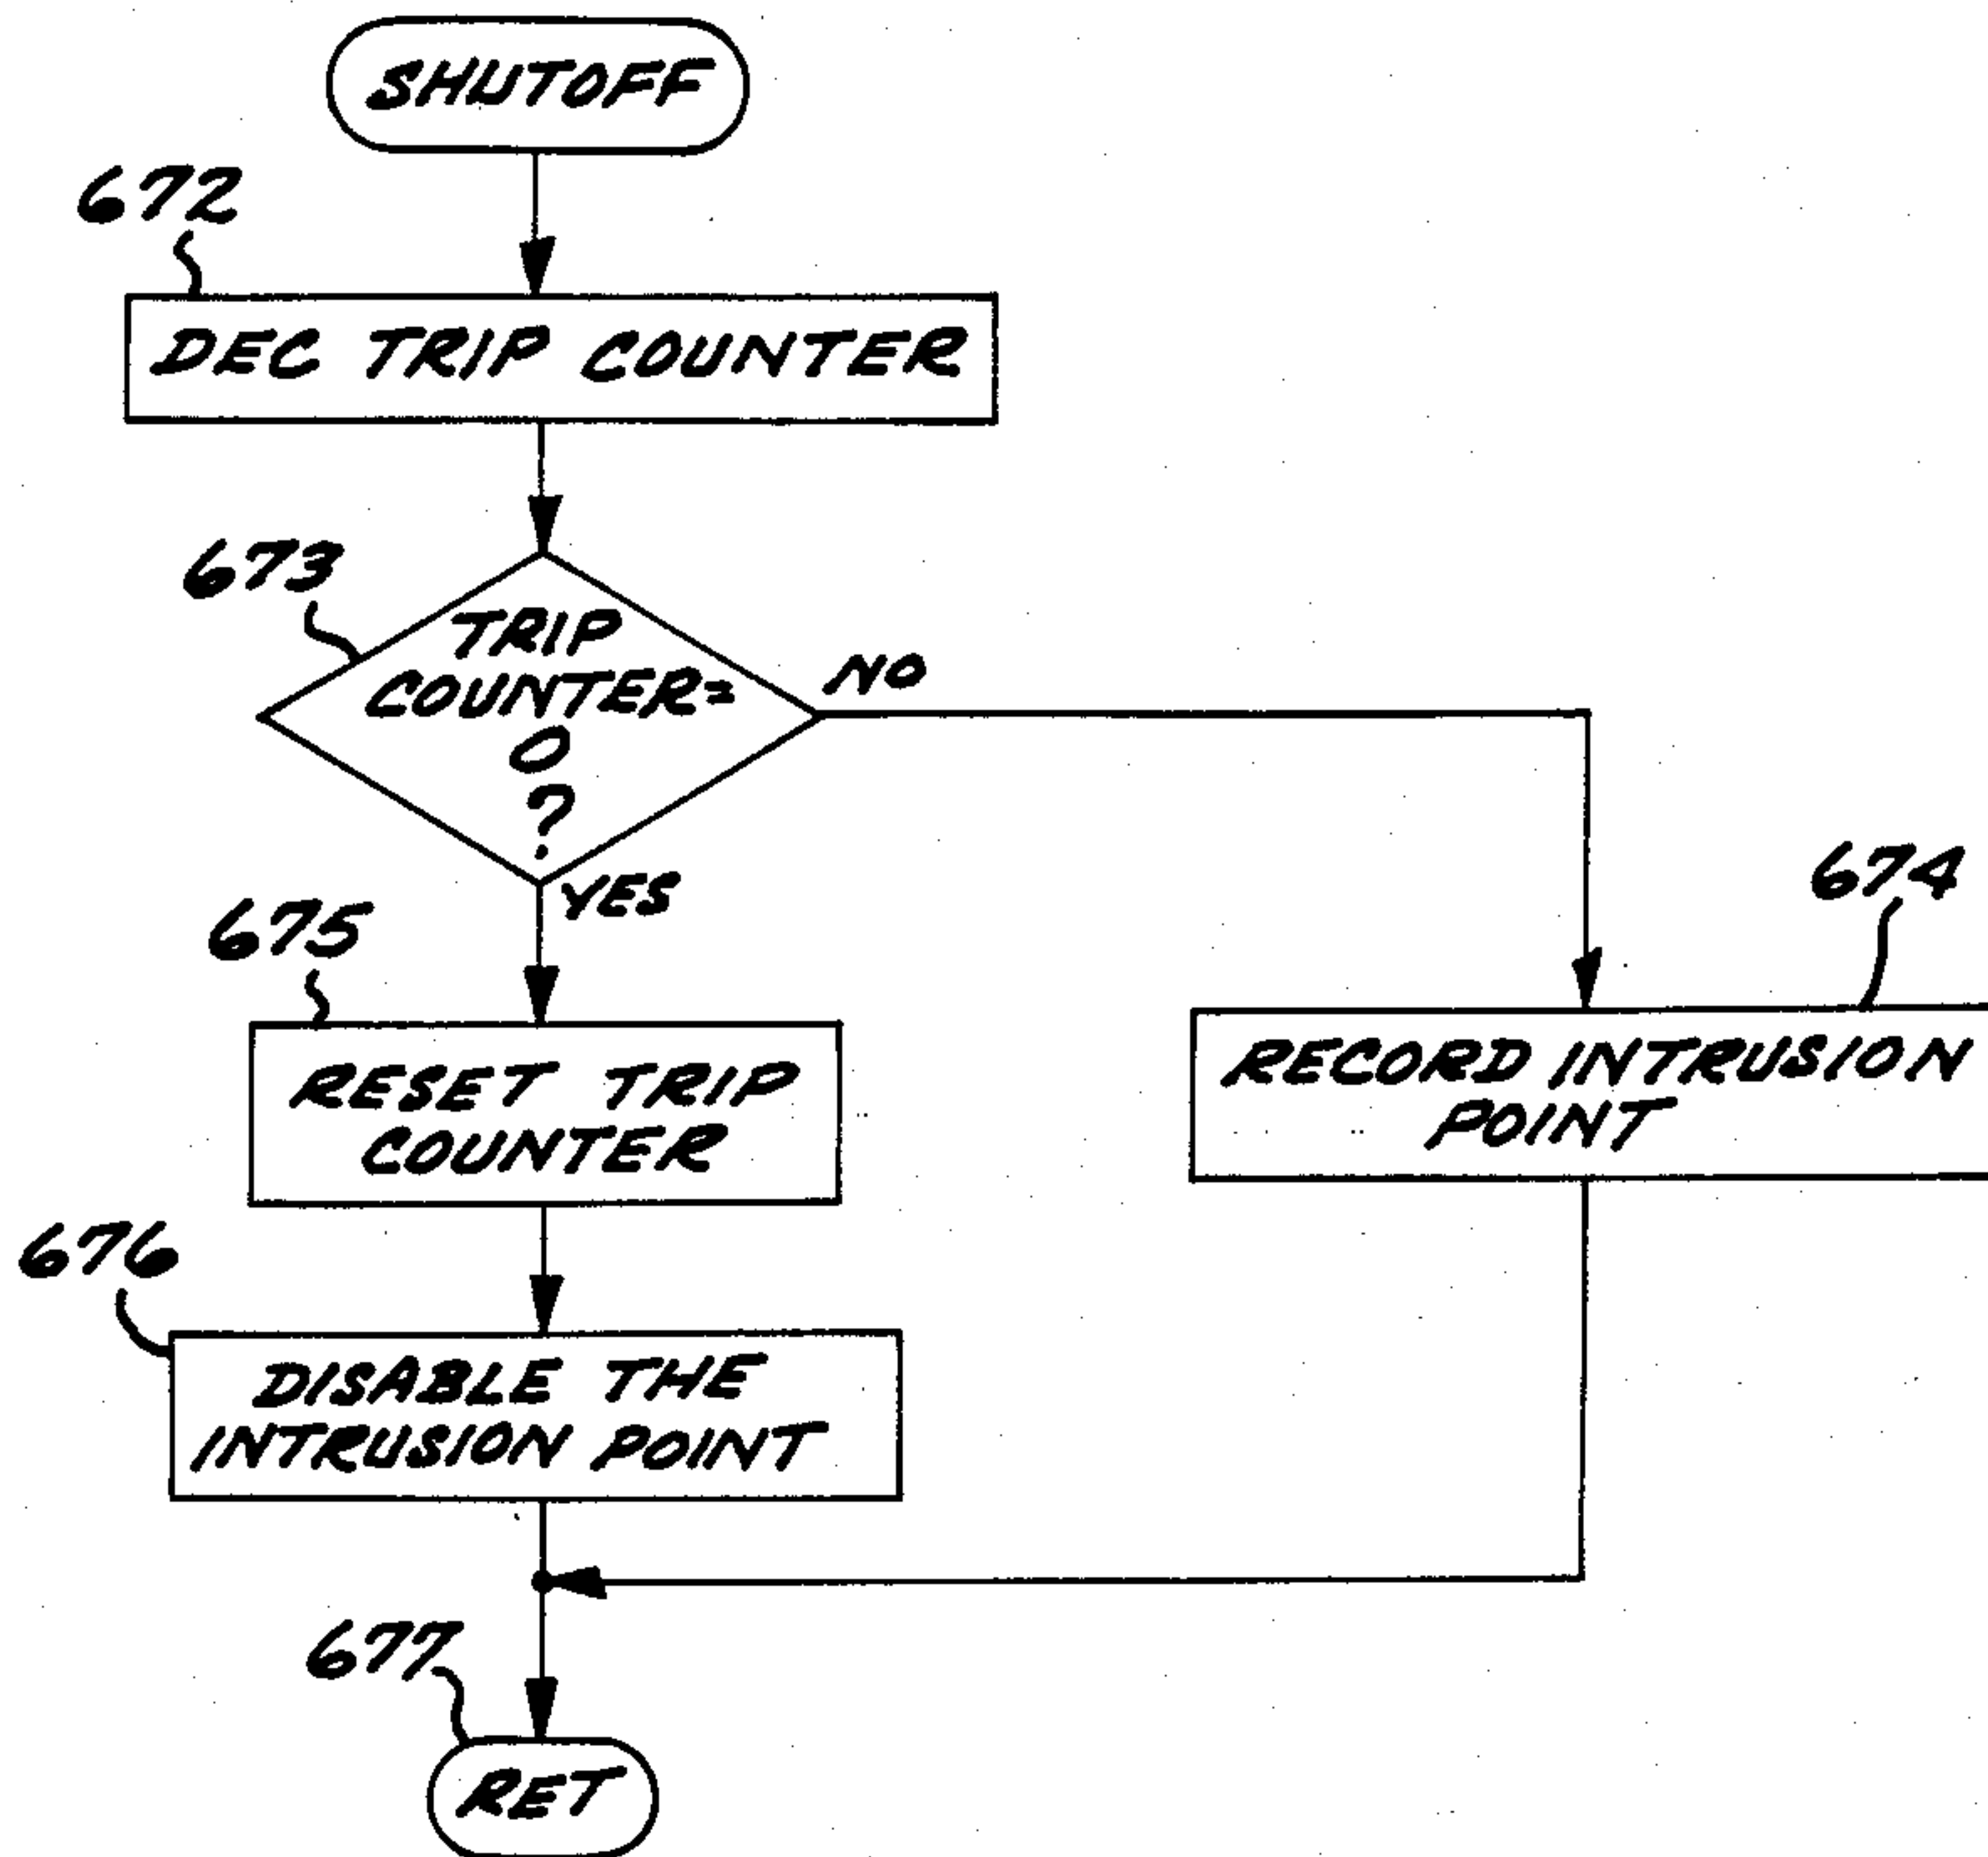 SHUTOFF
672
DEC TRIP COUNTER
673
TRIP
COUNTER=
0
?
NO
YES
674
675
RECORD INTRUSION
POINT
RESET TRIP
COUNTER
676
DISABLE THE
INTRUSION POINT
677
RET